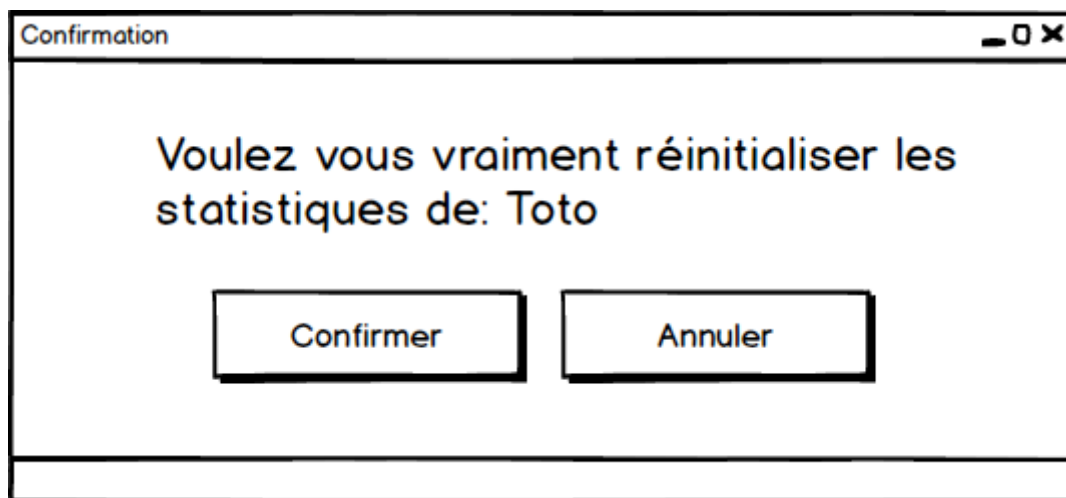 Confirmation
Voulez vous vraiment réinitialiser les
statistiques de: Toto
Confirmer
Annuler